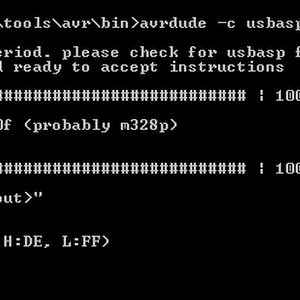 \tools\avr\bin>avrdude -c usbasp
eriod. please check for usbasp f
d ready to accept instructions
########################### | 100
0f (probably m328p)
########################### | 100
out>"
H:DE, L:FF)